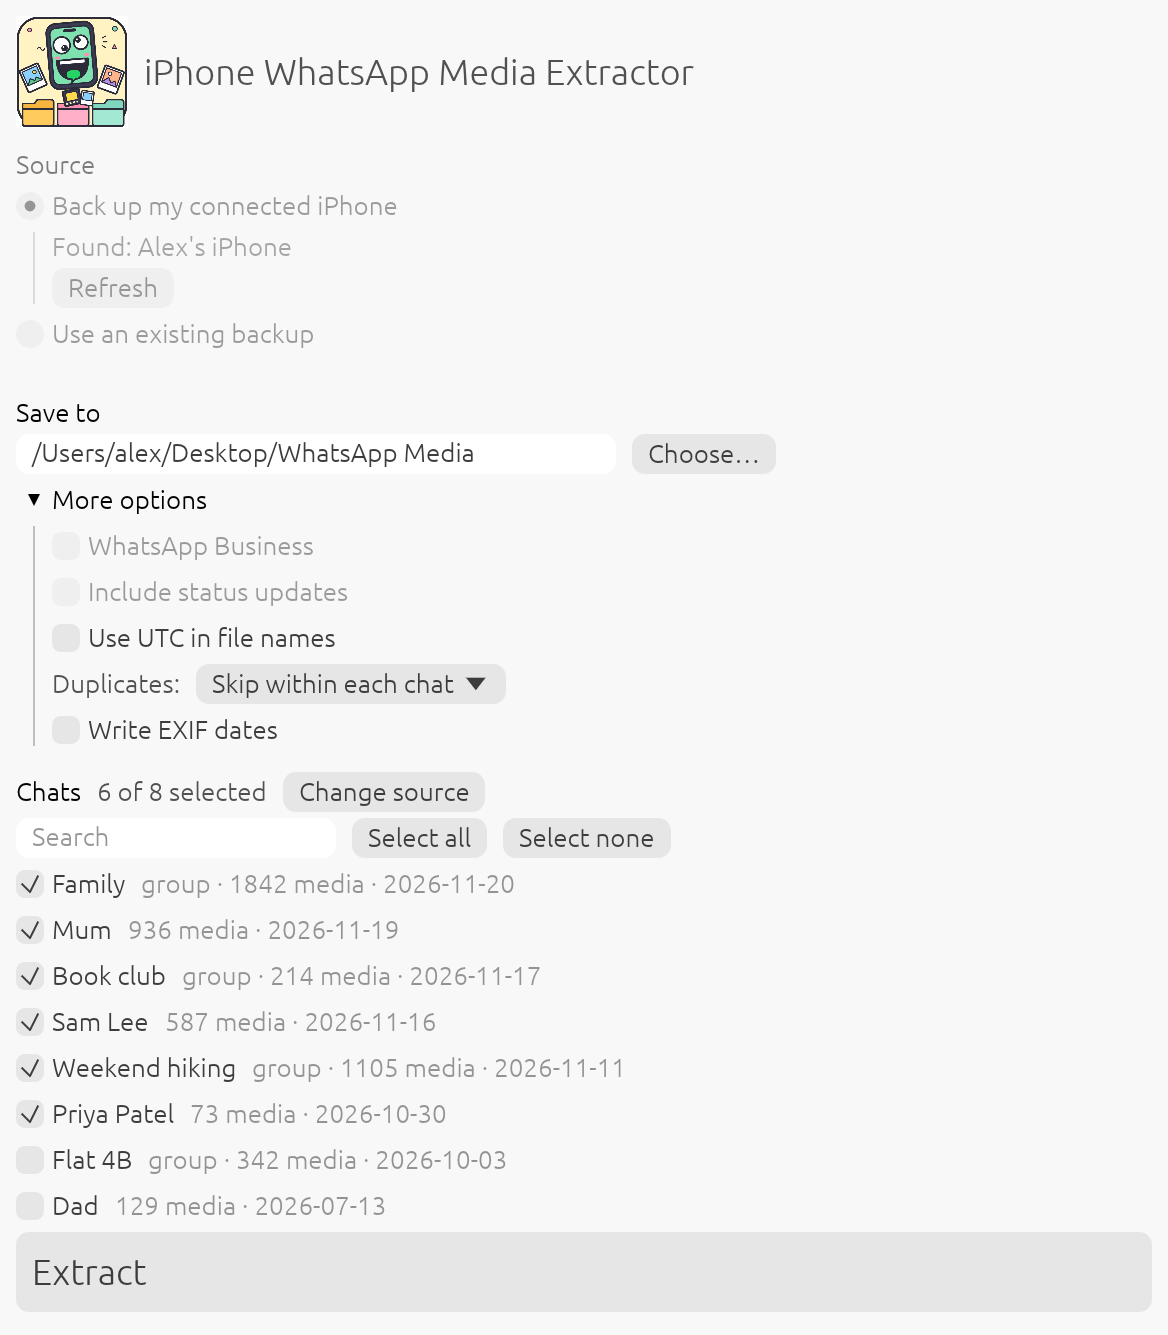 iPhone WhatsApp Media Extractor
Source
Back up my connected iPhone
Found: Alex's iPhone
Refresh
Use an existing backup
Save to
/Users/alex/Desktop/WhatsApp Media Choose…
More options
WhatsApp Business
Include status updates
Use UTC in file names
Duplicates: Skip within each chat
Write EXIF dates
Chats 6 of 8 selected Change source
Search Select all Select none
Family group · 1842 media · 2026-11-20
Mum 936 media · 2026-11-19
Book club group · 214 media · 2026-11-17
Sam Lee 587 media · 2026-11-16
Weekend hiking group · 1105 media · 2026-11-11
Priya Patel 73 media · 2026-10-30
Flat 4B group · 342 media · 2026-10-03
Dad 129 media · 2026-07-13
Extract